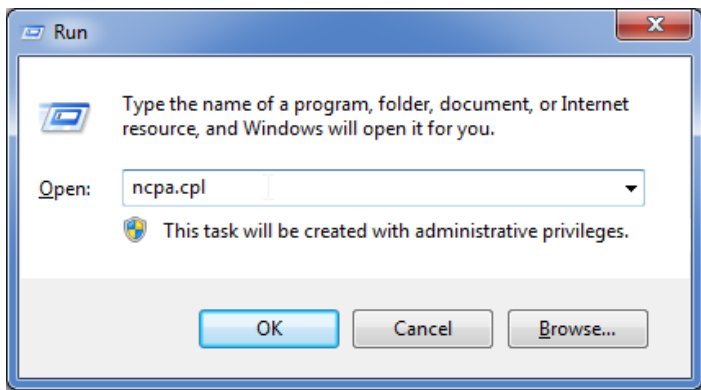 Run
Type the name of a program, folder, document, or Internet
resource, and Windows will open it for you.
Open: ncpa.cpl
This task will be created with administrative privileges.
OK Cancel Browse...